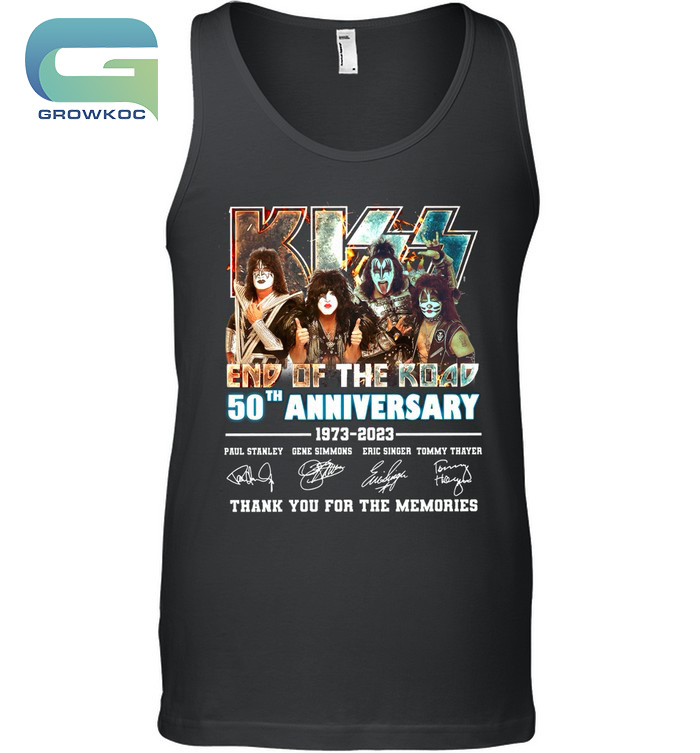 GROWKOC
KISS
END OF THE ROAD
50TH ANNIVERSARY
1973-2023
PAUL STANLEY GENE SIMMONS ERIC SINGER TOMMY THAYER
THANK YOU FOR THE MEMORIES